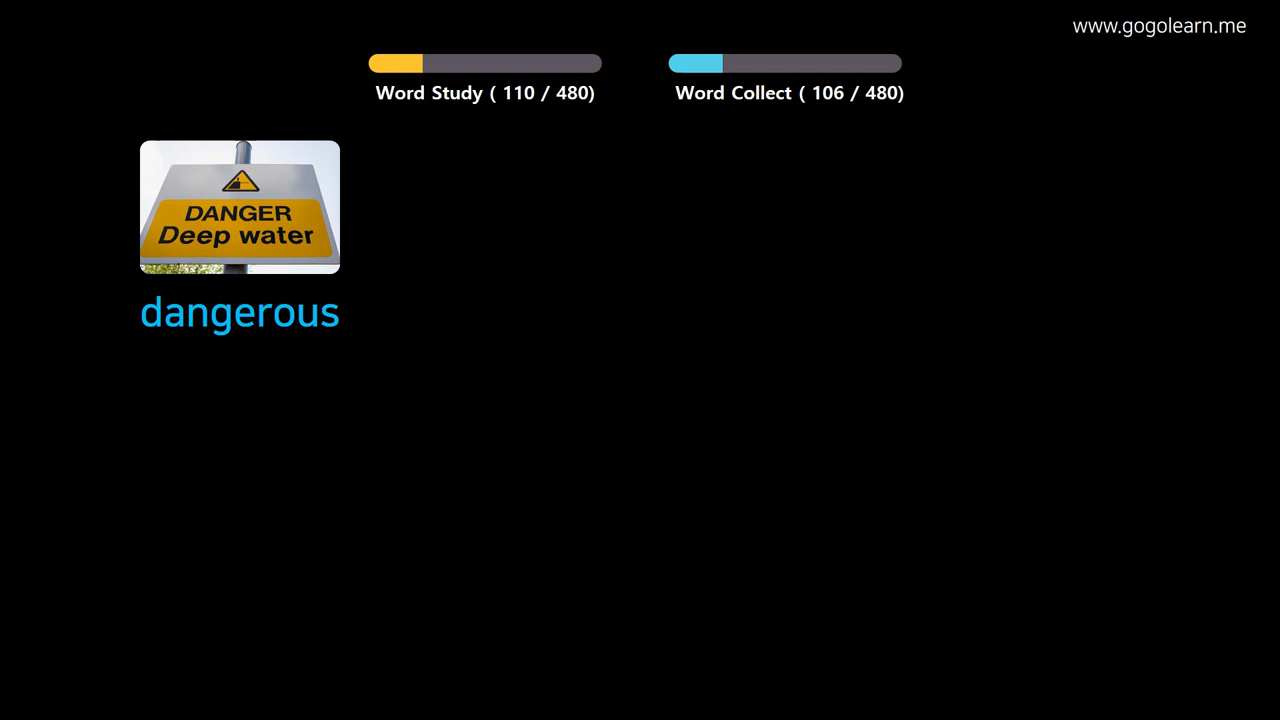 www.gogolearn.me
Word Study ( 110 / 480)
Word Collect ( 106 / 480)
DANGER
Deep water
dangerous